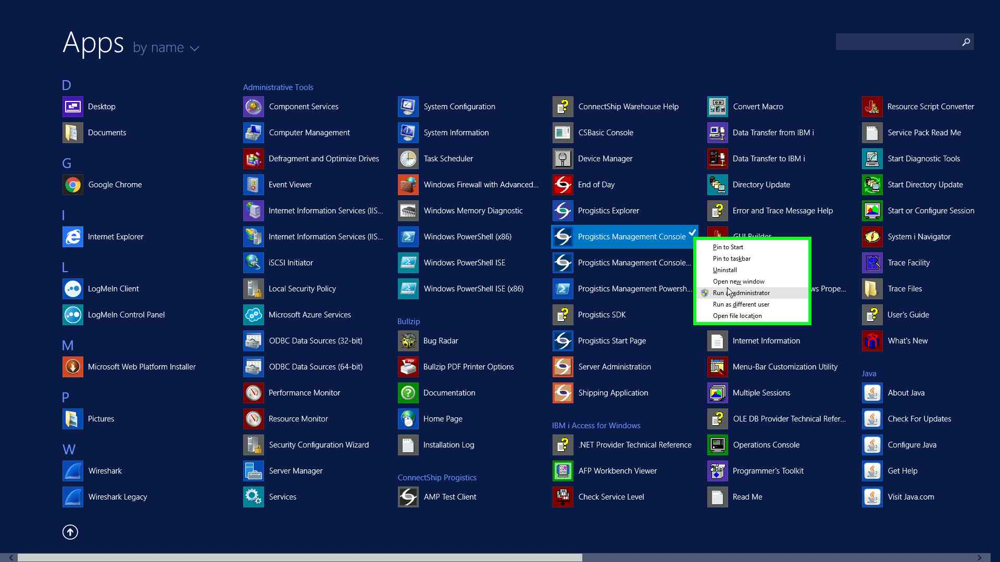 Apps by name
D
Desktop
Documents
G
Google Chrome
I
Internet Explorer
L
LogMeIn Client
LogMeIn Control Panel
M
Microsoft Web Platform Installer
P
Pictures
W
Wireshark
Wireshark Legacy
Administrative Tools
Component Services
Computer Management
Defragment and Optimize Drives
Event Viewer
Internet Information Services (IIS...
Internet Information Services (IIS...
iSCSI Initiator
Local Security Policy
Microsoft Azure Services
ODBC Data Sources (32-bit)
ODBC Data Sources (64-bit)
Performance Monitor
Resource Monitor
Security Configuration Wizard
Server Manager
Services
System Configuration
System Information
Task Scheduler
Windows Firewall with Advanced...
Windows Memory Diagnostic
Windows PowerShell (x86)
Windows PowerShell ISE
Windows PowerShell ISE (x86)
Bullzip
Bug Radar
Bullzip PDF Printer Options
Documentation
Home Page
Installation Log
ConnectShip Progistics
AMP Test Client
ConnectShip Warehouse Help
CSBasic Console
Device Manager
End of Day
Progistics Explorer
Progistics Management Console
Progistics Management Console...
Progistics Management Powersh...
Progistics SDK
Progistics Start Page
Server Administration
Shipping Application
IBM i Access for Windows
.NET Provider Technical Reference
AFP Workbench Viewer
Check Service Level
Convert Macro
Data Transfer from IBM i
Data Transfer to IBM i
Directory Update
Error and Trace Message Help
GUI Builder
Pin to Start
Pin to taskbar
Uninstall
Open new window
Run administrator
Run as different user
Open file location
ws Prope...
Internet Information
Menu-Bar Customization Utility
Multiple Sessions
OLE DB Provider Technical Refer...
Operations Console
Programmer's Toolkit
Read Me
Resource Script Converter
Service Pack Read Me
Start Diagnostic Tools
Start Directory Update
Start or Configure Session
System i Navigator
Trace Facility
Trace Files
User's Guide
What's New
Java
About Java
Check For Updates
Configure Java
Get Help
Visit Java.com